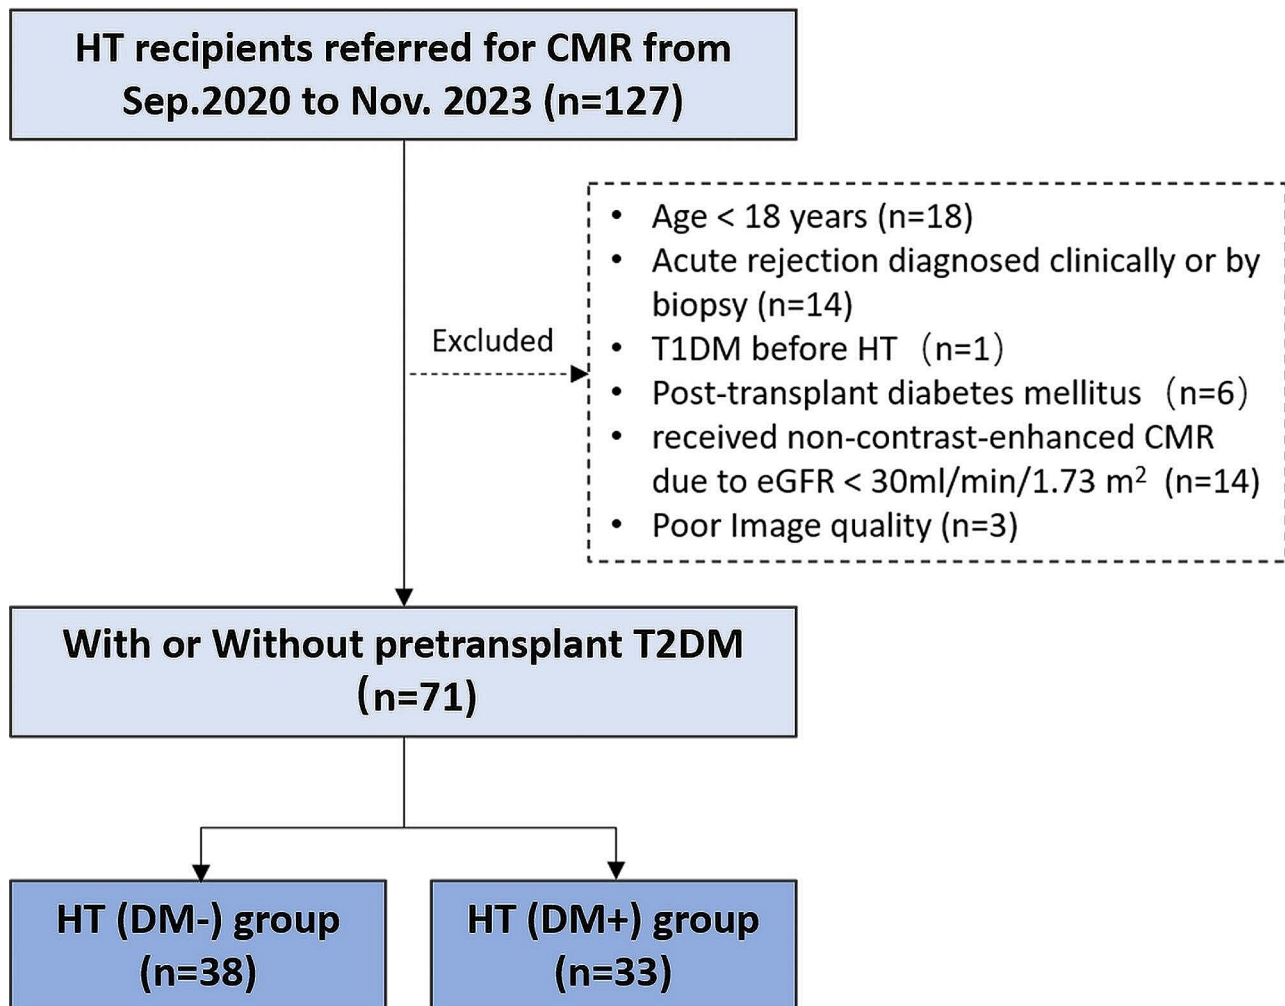 HT recipients referred for CMR from
Sep.2020 to Nov. 2023 (n=127)
Excluded
• Age < 18 years (n=18)
• Acute rejection diagnosed clinically or by
biopsy (n=14)
• T1DM before HT （n=1）
• Post-transplant diabetes mellitus （n=6）
• received non-contrast-enhanced CMR
due to eGFR < 30ml/min/1.73 m² (n=14)
• Poor Image quality (n=3)
With or Without pretransplant T2DM
（n=71)
HT (DM-) group
(n=38)
HT (DM+) group
(n=33)